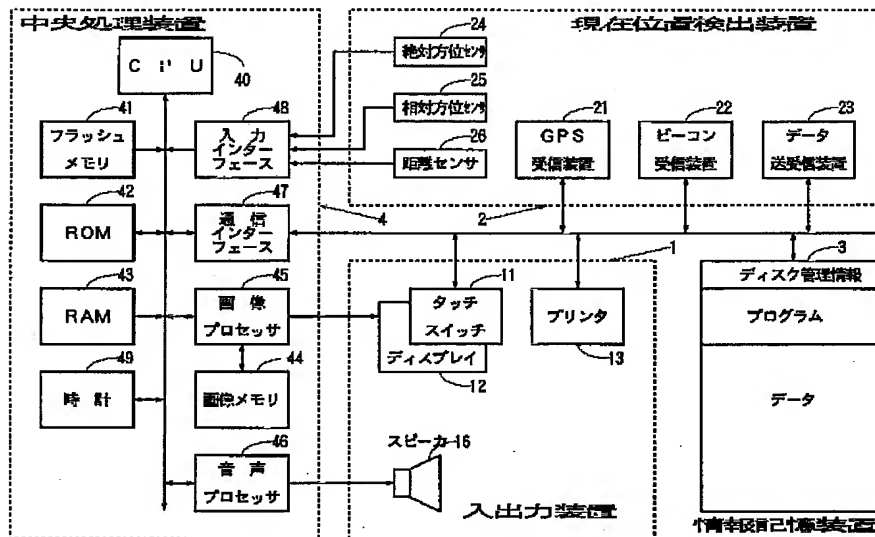 中央処理装置
CPU
40
41
フラッシュ
メモリ
48
入力
インター
フェース
42
ROM
47
通信
インター
フェース
43
RAM
45
画像
プロセッサ
49
時計
44
画像メモリ
46
音声
プロセッサ
4
現在位置検出装置
24
絶対方位センサ
25
相対方位センサ
26
距離センサ
21
GPS
受信装置
22
ビーコン
受信装置
23
データ
送受信装置
2
1
11
タッチ
スイッチ
ディスプレイ
12
プリンタ
13
スピーカ
16
入出力装置
3
ディスク管理情報
プログラム
データ
情報記憶装置